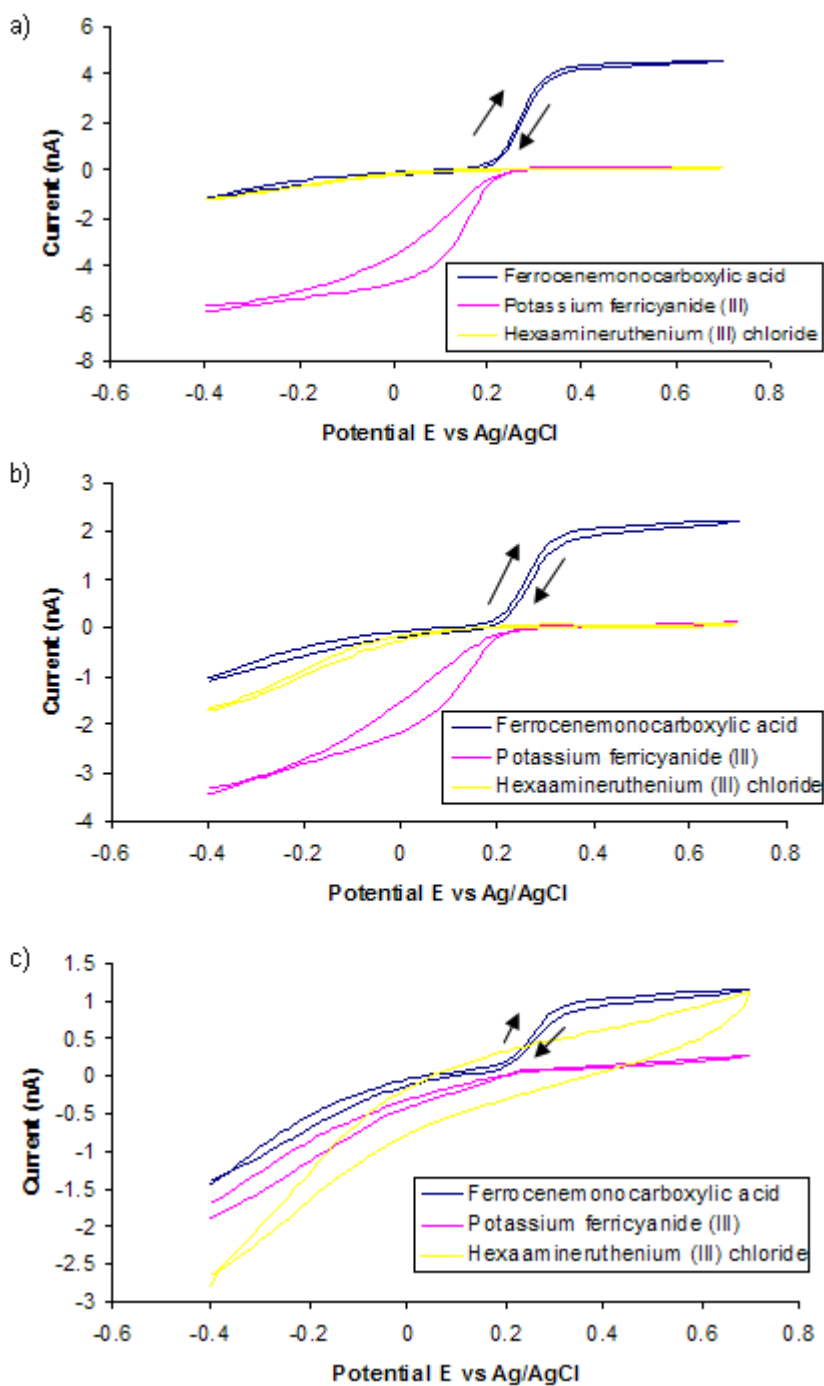 a)
6
4
2
0
-2
-4
-6
-8
Current (nA)
Ferrocenemonocarboxylic acid
Potassium ferricyanide (III)
Hexaamineruthenium (III) chloride
-0.6 -0.4 -0.2 0 0.2 0.4 0.6 0.8
Potential E vs Ag/AgCl
b)
3
2
1
0
-1
-2
-3
-4
Current (nA)
Ferrocenemonocarboxylic acid
Potassium ferricyanide (III)
Hexaamineruthenium (III) chloride
-0.6 -0.4 -0.2 0 0.2 0.4 0.6 0.8
Potential E vs Ag/AgCl
c)
1.5
1
0.5
0
-0.5
-1
-1.5
-2
-2.5
-3
Current (nA)
Ferrocenemonocarboxylic acid
Potassium ferricyanide (III)
Hexaamineruthenium (III) chloride
-0.6 -0.4 -0.2 0 0.2 0.4 0.6 0.8
Potential E vs Ag/AgCl